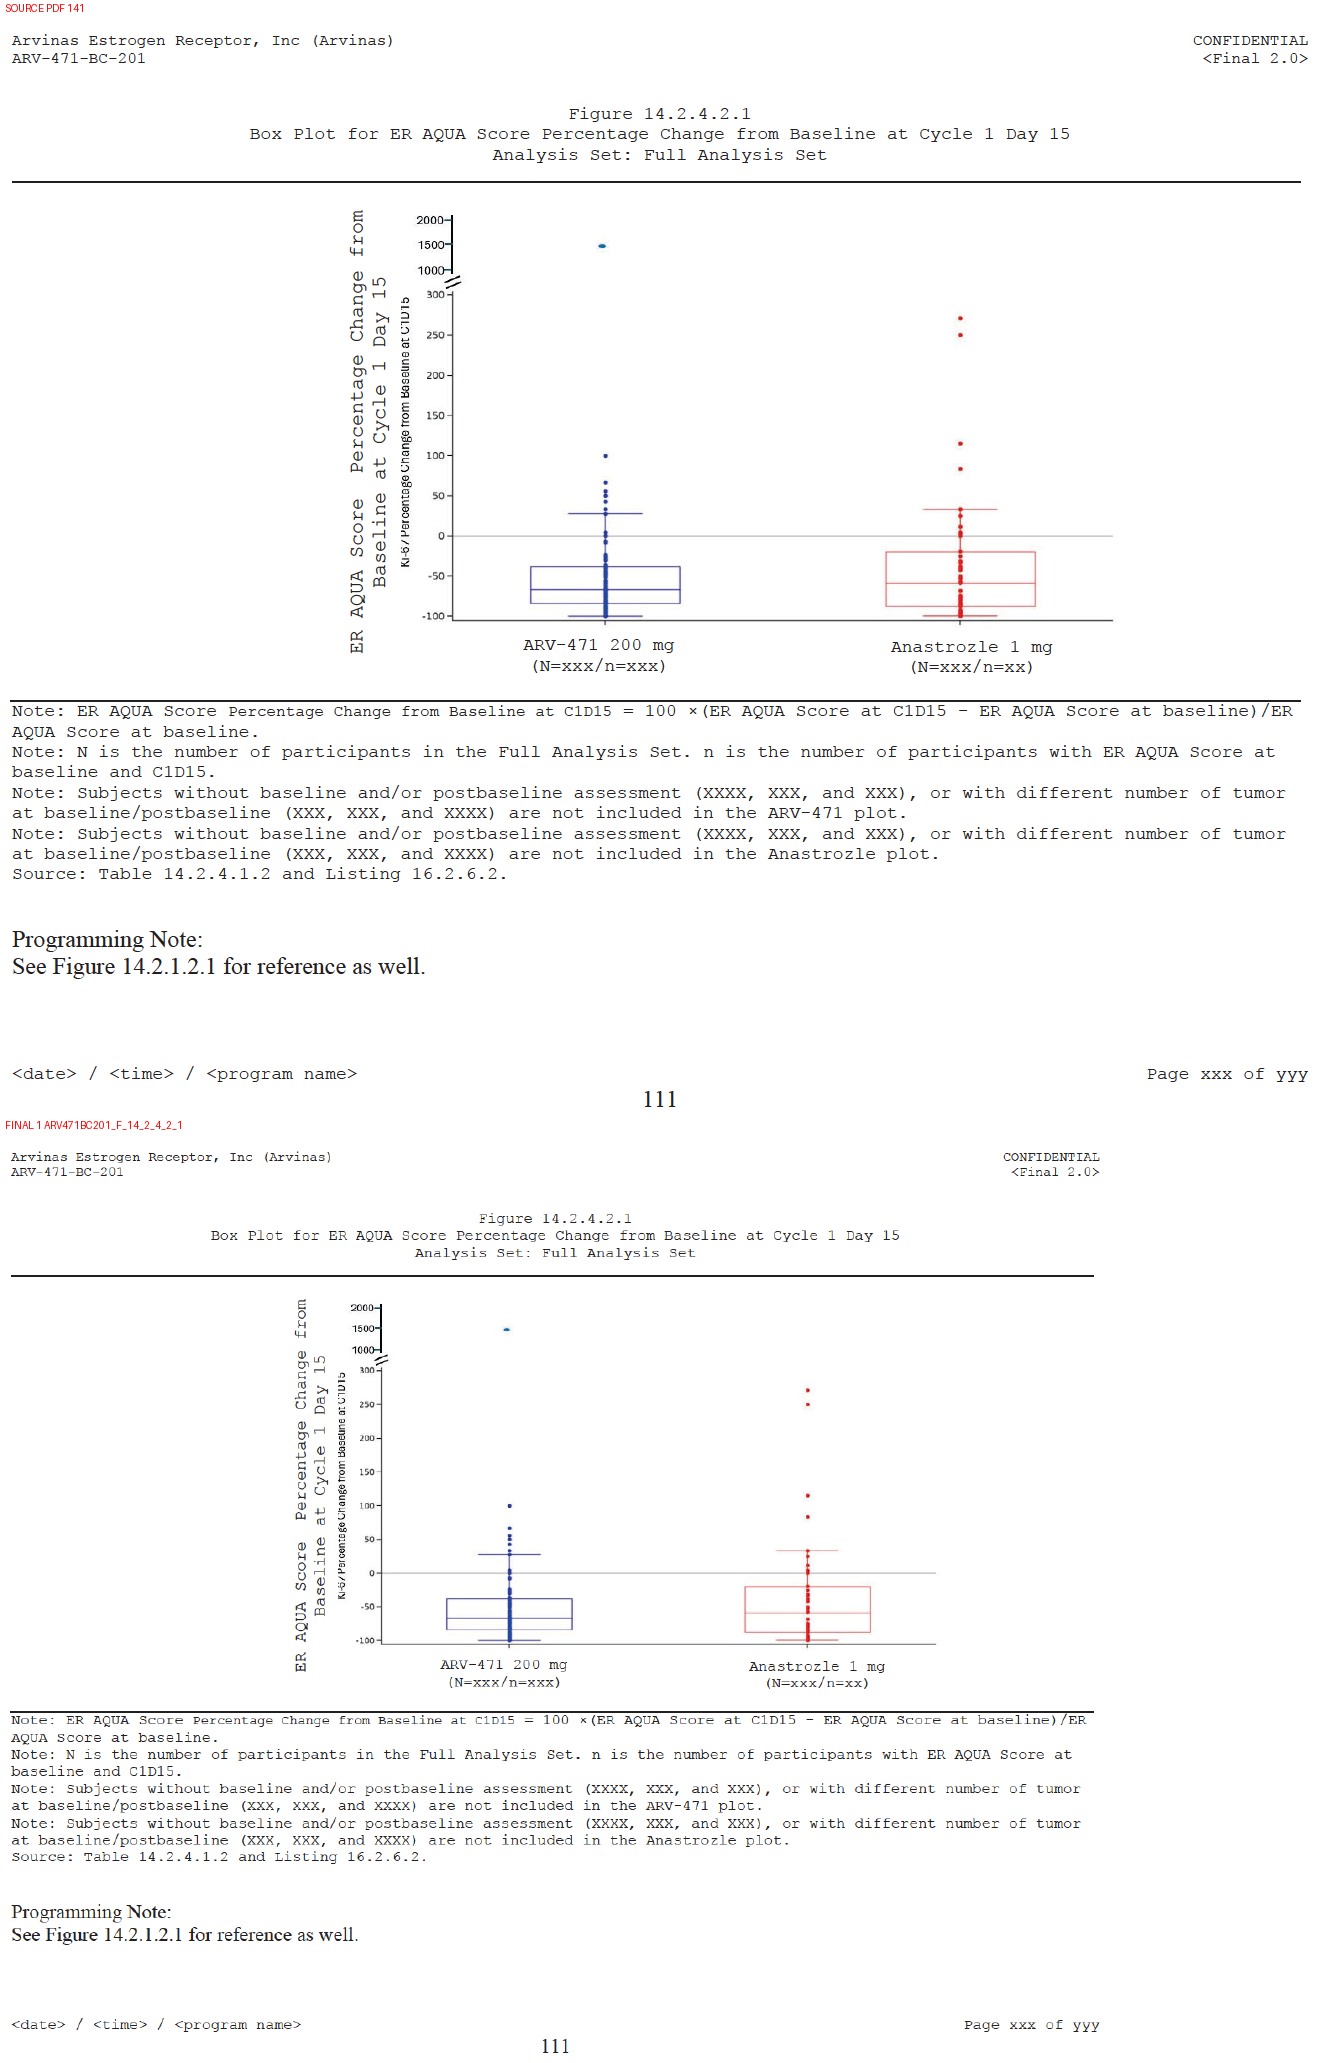 SOURCE PDF 141
Arvinas Estrogen Receptor, Inc (Arvinas) CONFIDENTIAL
ARV-471-BC-201 <Final 2.0>
Figure 14.2.4.2.1
Box Plot for ER AQUA Score Percentage Change from Baseline at Cycle 1 Day 15
Analysis Set: Full Analysis Set
ER AQUA Score Percentage Change from
Baseline at Cycle 1 Day 15
Ki-67 Percentage Change from Baseline at C1D15
2000
1500
1000
300
250
200
150
100
50
0
-50
-100
ARV-471 200 mg Anastrozle 1 mg
(N=xxx/n=xxx) (N=xxx/n=xx)
Note: ER AQUA Score Percentage Change from Baseline at C1D15 = 100 ×(ER AQUA Score at C1D15 - ER AQUA Score at baseline)/ER
AQUA Score at baseline.
Note: N is the number of participants in the Full Analysis Set. n is the number of participants with ER AQUA Score at
baseline and C1D15.
Note: Subjects without baseline and/or postbaseline assessment (XXXX, XXX, and XXX), or with different number of tumor
at baseline/postbaseline (XXX, XXX, and XXXX) are not included in the ARV-471 plot.
Note: Subjects without baseline and/or postbaseline assessment (XXXX, XXX, and XXX), or with different number of tumor
at baseline/postbaseline (XXX, XXX, and XXXX) are not included in the Anastrozle plot.
Source: Table 14.2.4.1.2 and Listing 16.2.6.2.
Programming Note:
See Figure 14.2.1.2.1 for reference as well.
<date> / <time> / <program name> Page xxx of yyy
111
FINAL 1 ARV471BC201_F_14_2_4_2_1
Arvinas Estrogen Receptor, Inc (Arvinas) CONFIDENTIAL
ARV-471-BC-201 <Final 2.0>
Figure 14.2.4.2.1
Box Plot for ER AQUA Score Percentage Change from Baseline at Cycle 1 Day 15
Analysis Set: Full Analysis Set
ER AQUA Score Percentage Change from
Baseline at Cycle 1 Day 15
Ki-67 Percentage Change from Baseline at C1D15
2000
1500
1000
300
250
200
150
100
50
0
-50
-100
ARV-471 200 mg Anastrozle 1 mg
(N=xxx/n=xxx) (N=xxx/n=xx)
Note: ER AQUA Score Percentage Change from Baseline at C1D15 = 100 ×(ER AQUA Score at C1D15 - ER AQUA Score at baseline)/ER
AQUA Score at baseline.
Note: N is the number of participants in the Full Analysis Set. n is the number of participants with ER AQUA Score at
baseline and C1D15.
Note: Subjects without baseline and/or postbaseline assessment (XXXX, XXX, and XXX), or with different number of tumor
at baseline/postbaseline (XXX, XXX, and XXXX) are not included in the ARV-471 plot.
Note: Subjects without baseline and/or postbaseline assessment (XXXX, XXX, and XXX), or with different number of tumor
at baseline/postbaseline (XXX, XXX, and XXXX) are not included in the Anastrozle plot.
Source: Table 14.2.4.1.2 and Listing 16.2.6.2.
Programming Note:
See Figure 14.2.1.2.1 for reference as well.
<date> / <time> / <program name> Page xxx of yyy
111